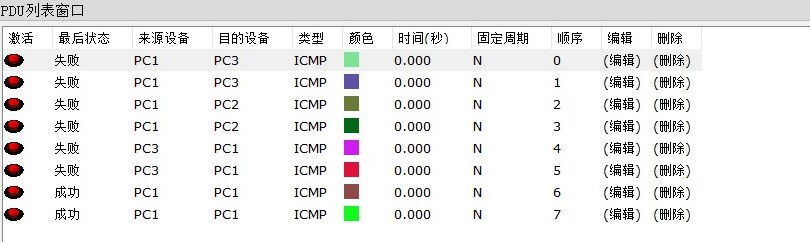 PDU列表窗口
激活 最后状态 来源设备 目的设备 类型 颜色 时间(秒) 固定周期 顺序 编辑 删除
失败 PC1 PC3 ICMP 0.000 N 0 (编辑) (删除)
失败 PC1 PC3 ICMP 0.000 N 1 (编辑) (删除)
失败 PC1 PC2 ICMP 0.000 N 2 (编辑) (删除)
失败 PC1 PC2 ICMP 0.000 N 3 (编辑) (删除)
失败 PC3 PC1 ICMP 0.000 N 4 (编辑) (删除)
失败 PC3 PC1 ICMP 0.000 N 5 (编辑) (删除)
成功 PC1 PC1 ICMP 0.000 N 6 (编辑) (删除)
成功 PC1 PC1 ICMP 0.000 N 7 (编辑) (删除)